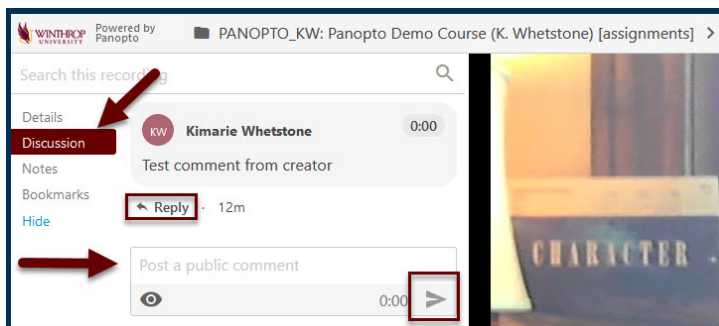 WINTHROP
UNIVERSITY
Powered by
Panopto
PANOPTO_KW: Panopto Demo Course (K. Whetstone) [assignments] >
Search this recording
Details
Discussion
Notes
Bookmarks
Hide
KW Kimarie Whetstone 0:00
Test comment from creator
Reply · 12m
Post a public comment
0:00
CHARACTER